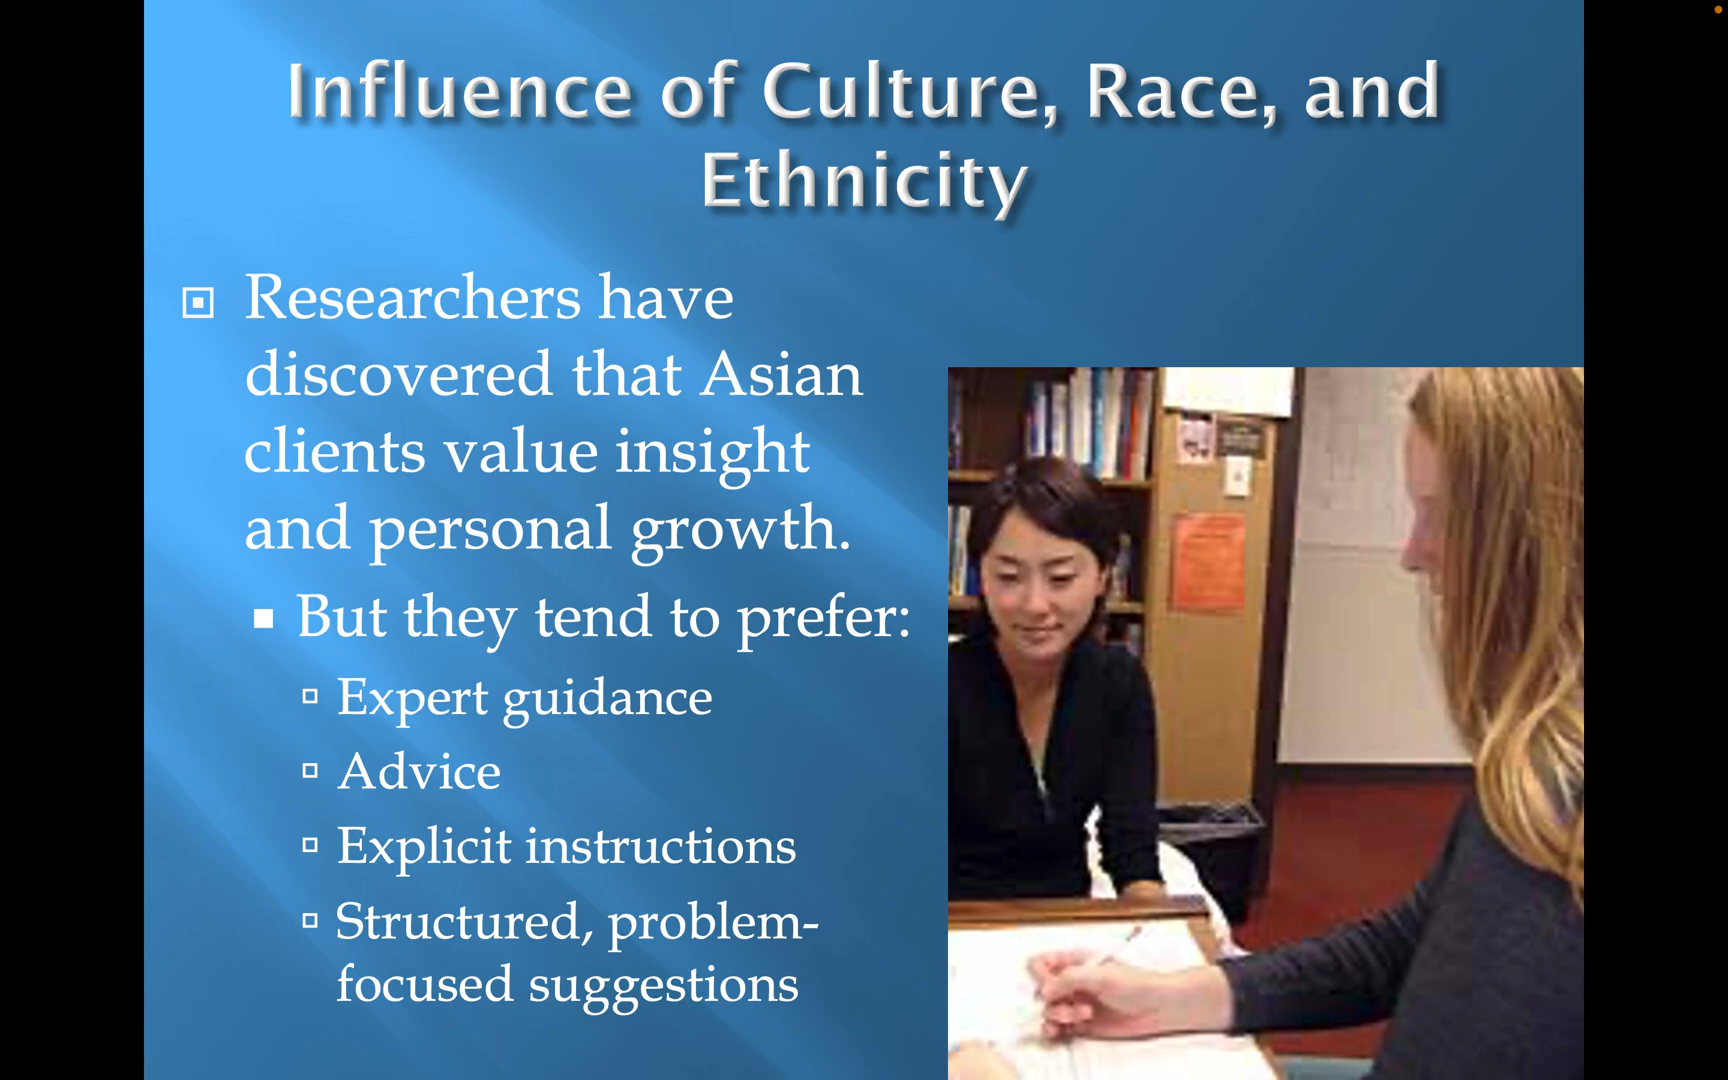 Influence of Culture, Race, and
Ethnicity
Researchers have
discovered that Asian
clients value insight
and personal growth.
But they tend to prefer:
Expert guidance
Advice
Explicit instructions
Structured, problem-
focused suggestions